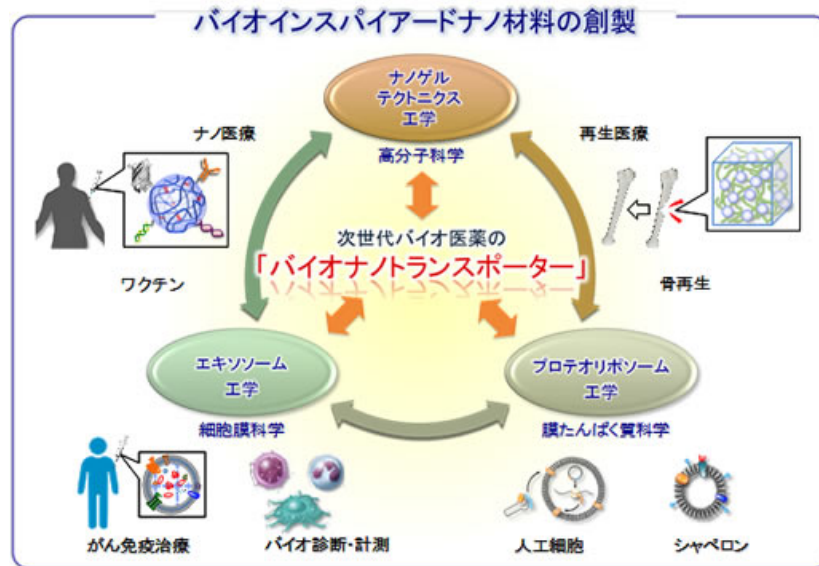 バイオインスパイアードナノ材料の創製
ナノゲル
テクトニクス
工学
高分子科学
ナノ医療
再生医療
ワクチン
骨再生
次世代バイオ医薬の
「バイオナノトランスポーター」
エキソソーム
工学
細胞膜科学
プロテオリポソーム
工学
膜たんぱく質科学
がん免疫治療
バイオ診断・計測
人工細胞
シャペロン